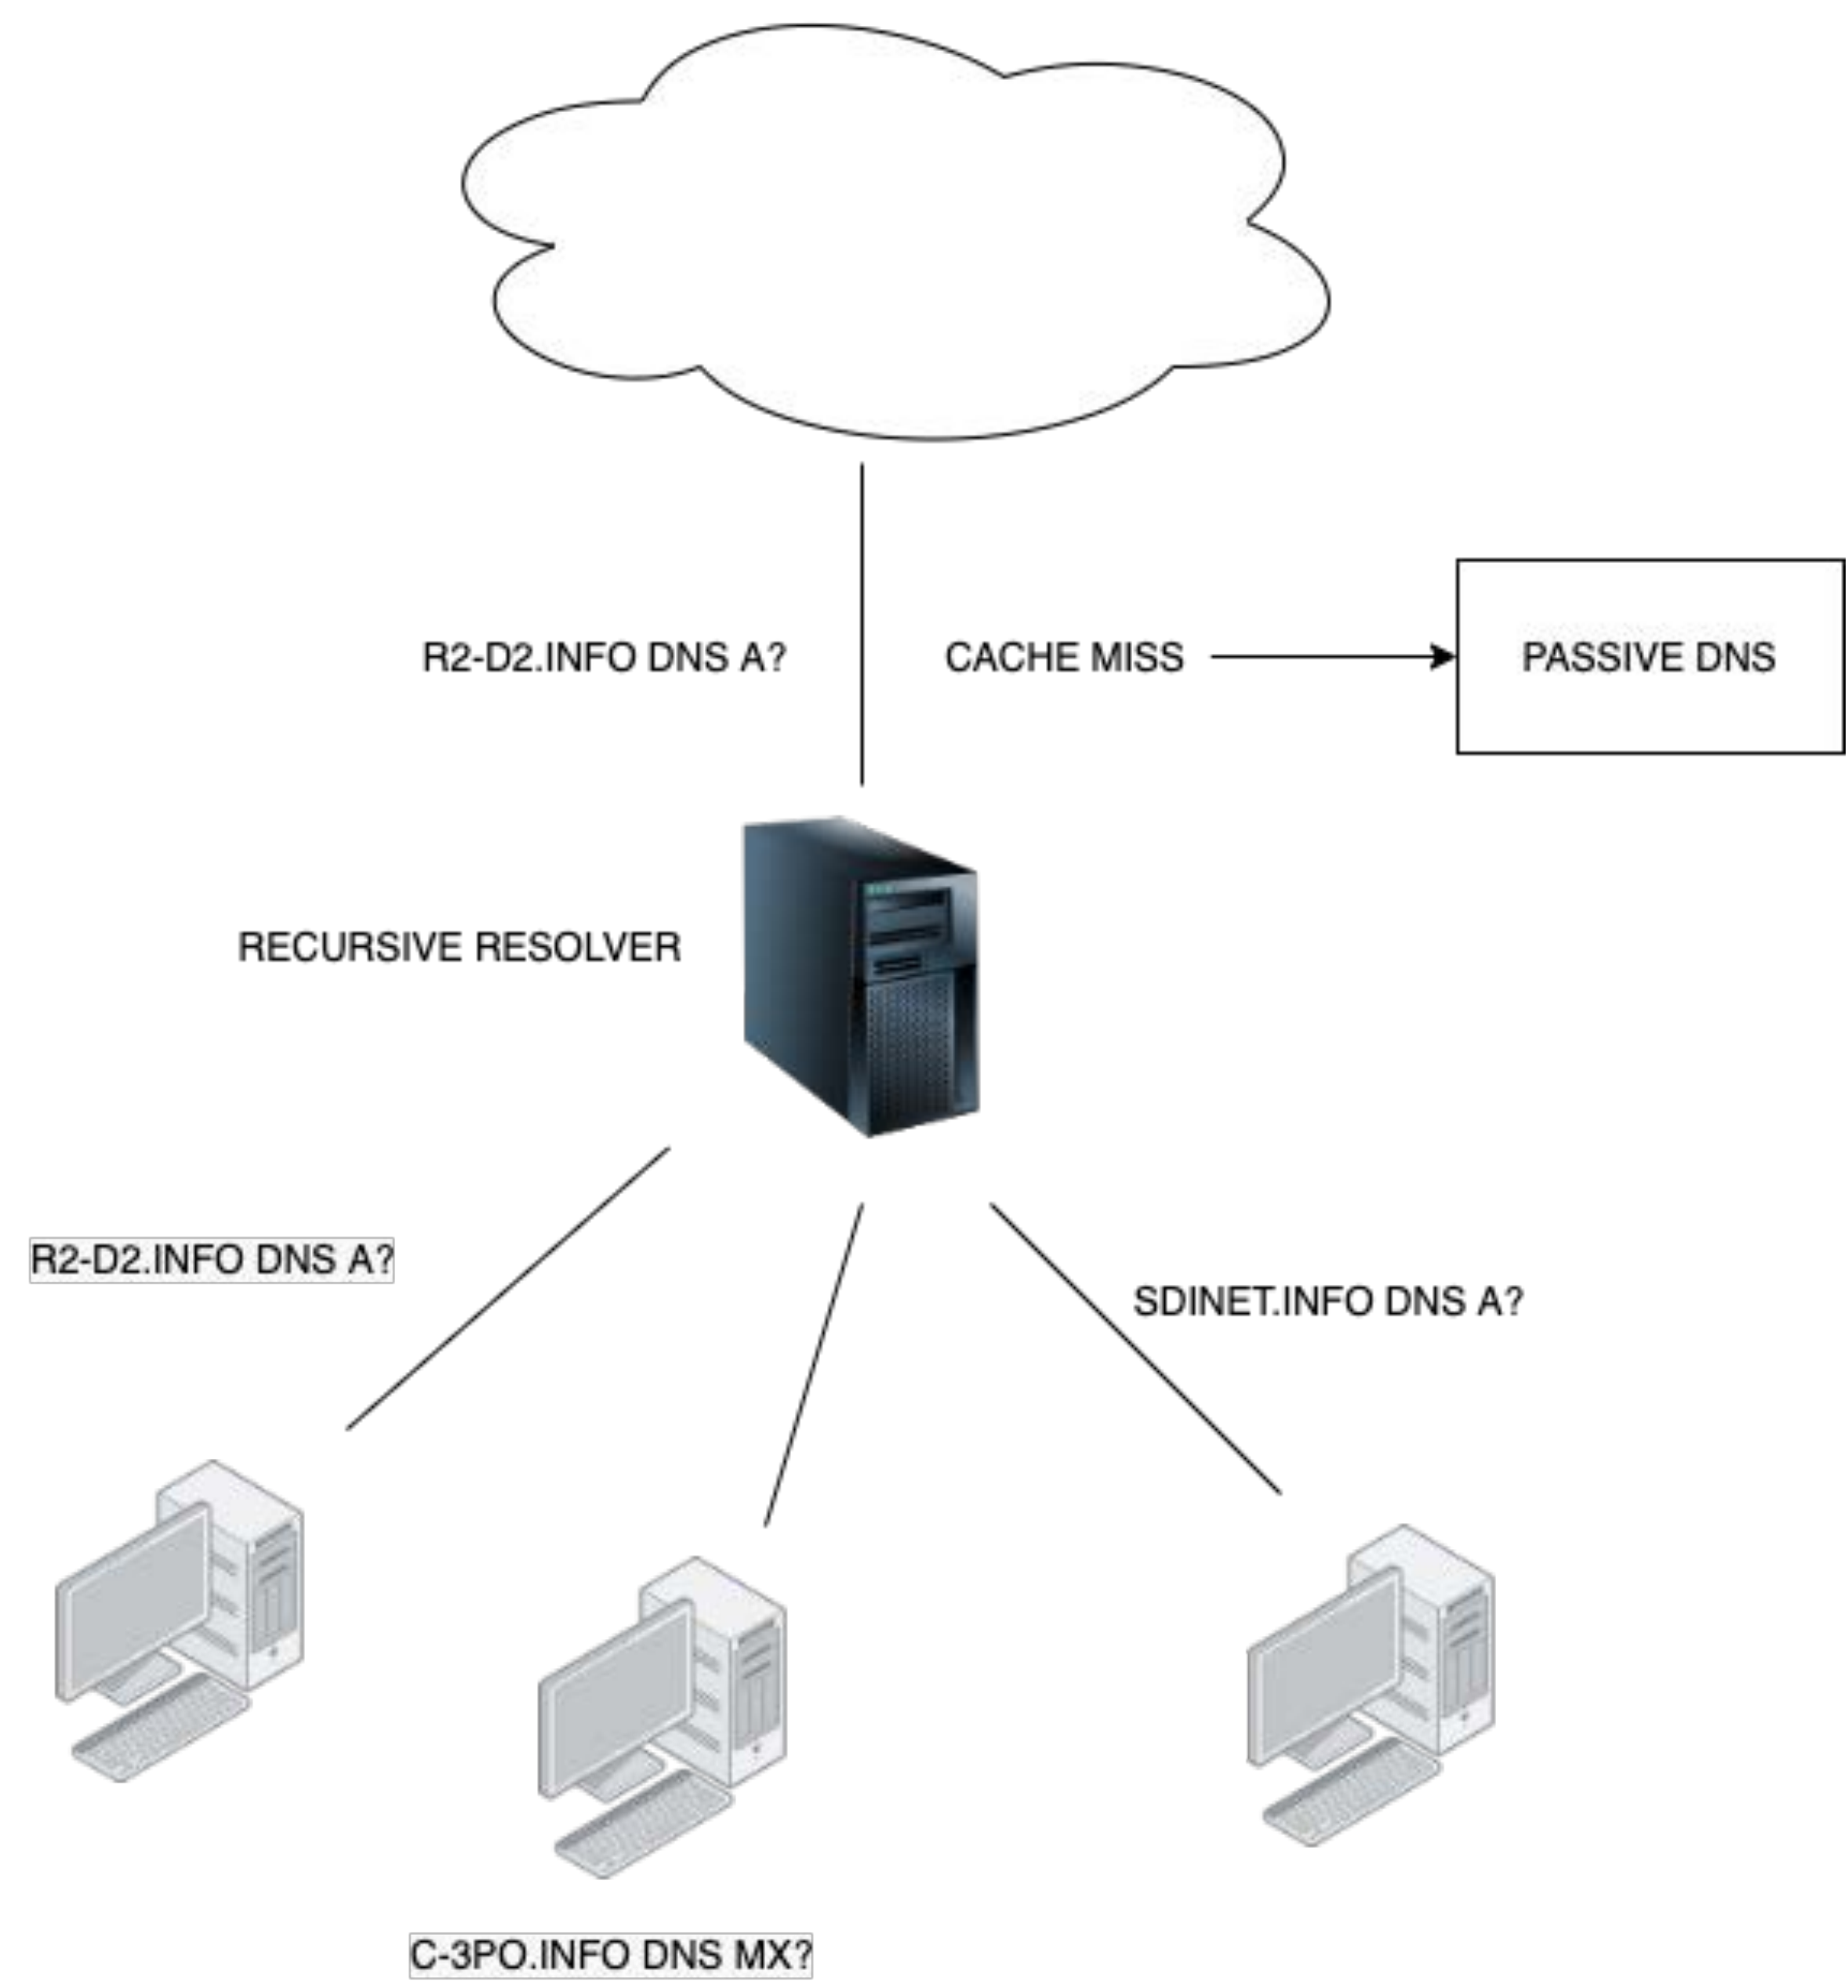 R2-D2.INFO DNS A?
CACHE MISS
PASSIVE DNS
RECURSIVE RESOLVER
R2-D2.INFO DNS A?
SDINET.INFO DNS A?
C-3PO.INFO DNS MX?